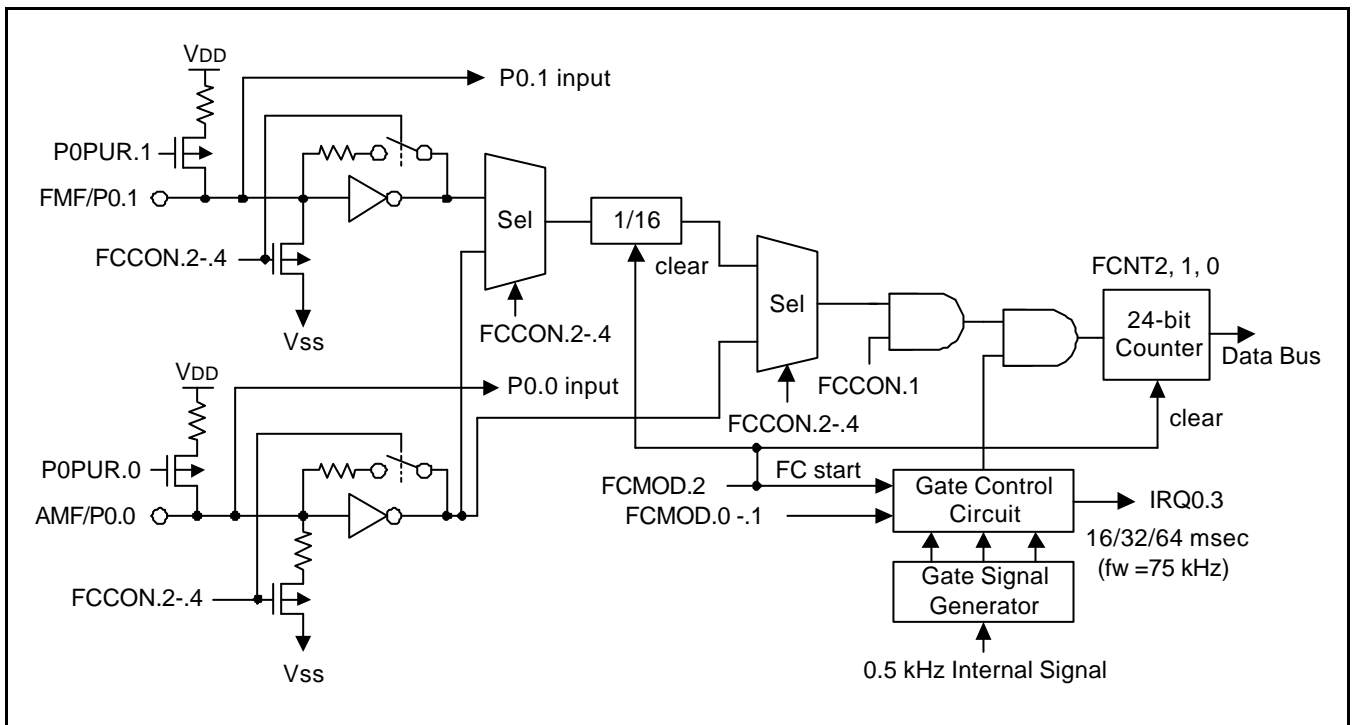 VDD
P0.1 input
P0PUR.1
FMF/P0.1
FCCON.2-.4
Vss
Sel
FCCON.2-.4
1/16
clear
Sel
FCCON.2-.4
FCCON.1
FCNT2, 1, 0
24-bit
Counter
Data Bus
clear
VDD
P0.0 input
P0PUR.0
AMF/P0.0
FCCON.2-.4
Vss
FC start
FCMOD.2
FCMOD.0 -.1
Gate Control
Circuit
IRQ0.3
16/32/64 msec
(fw =75 kHz)
Gate Signal
Generator
0.5 kHz Internal Signal